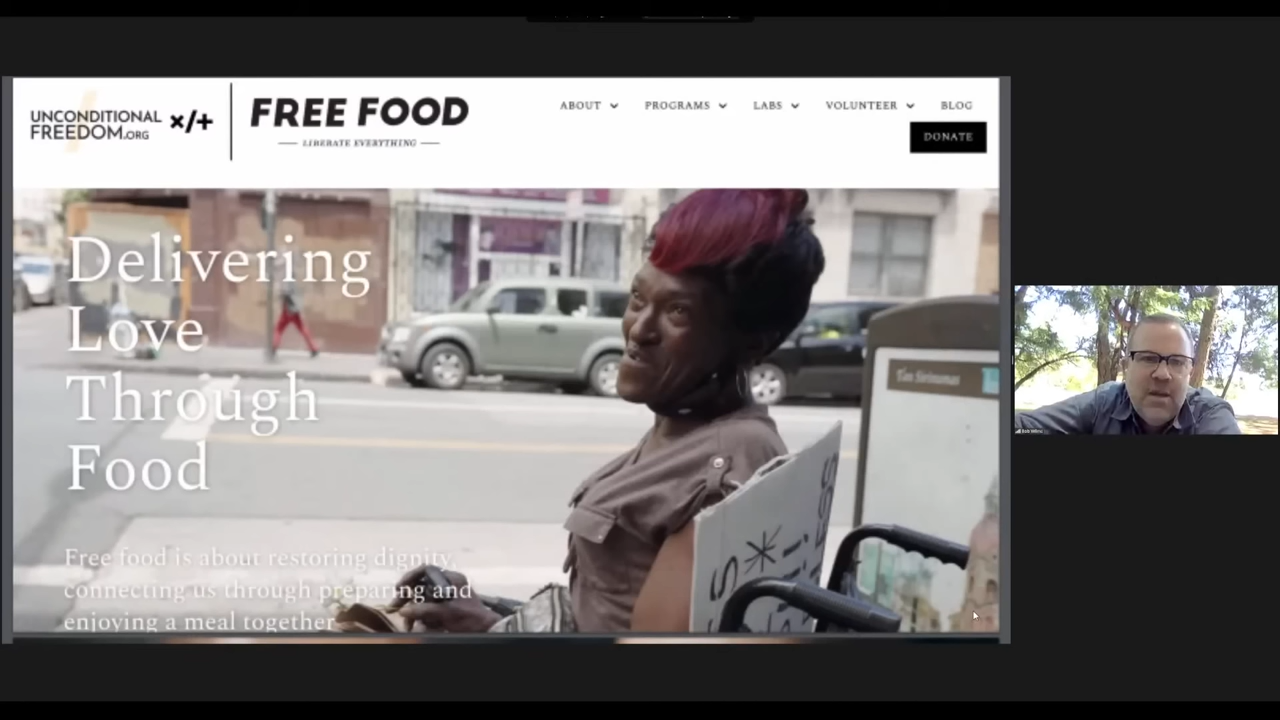 UNCONDITIONAL
FREEDOM.ORG
×/+
FREE FOOD
LIBERATE EVERYTHING
ABOUT
PROGRAMS
LABS
VOLUNTEER
BLOG
DONATE
Delivering
Love
Through
Food
Free food is about restoring dignity,
connecting us through preparing and
enjoying a meal together